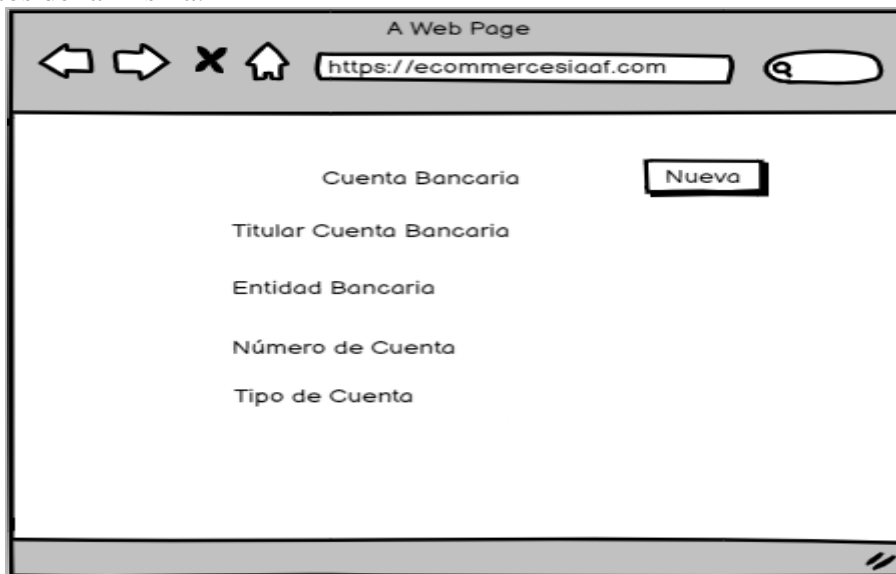 A Web Page
https://ecommercesiaaf.com
Cuenta Bancaria
Nueva
Titular Cuenta Bancaria
Entidad Bancaria
Número de Cuenta
Tipo de Cuenta